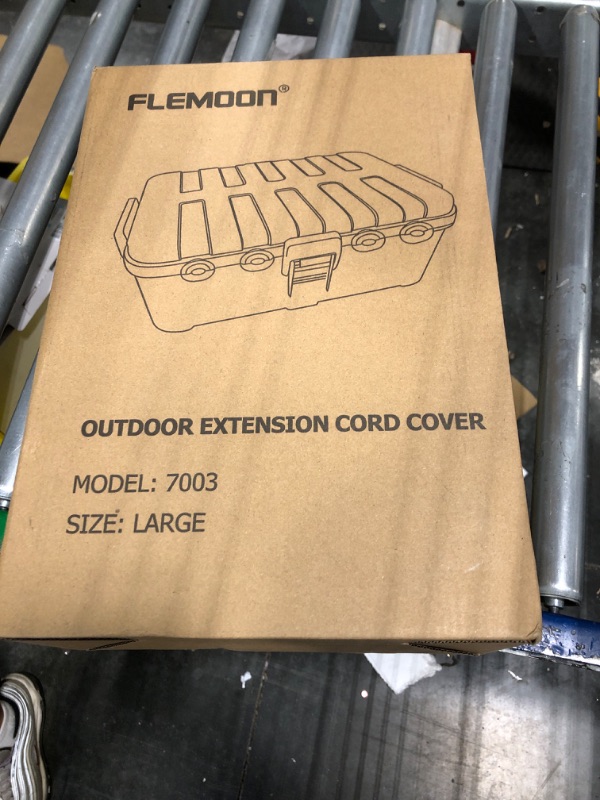 FLEMOON®
OUTDOOR EXTENSION CORD COVER
MODEL: 7003
SIZE: LARGE